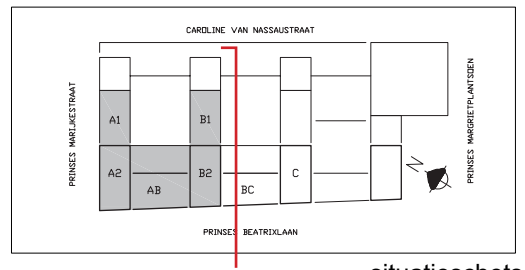 CAROLINE VAN NASSAUSTRAAT
PRINSES MARIJKESTRAAT
PRINSES MARGRIETPLANTSOEN
A1
B1
A2
B2
C
AB
BC
N
PRINSES BEATRIXLAAN